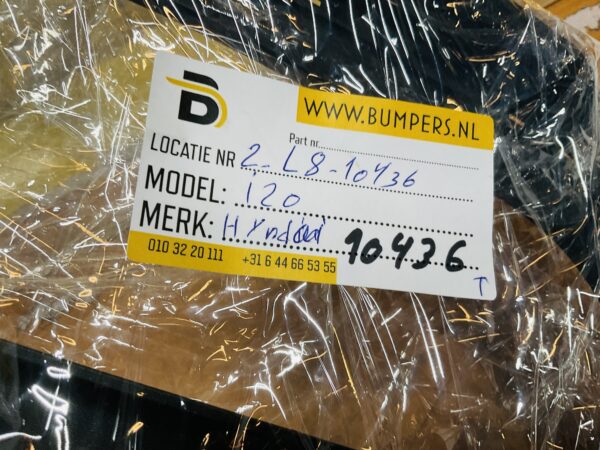 WWW.BUMPERS.NL
Part nr.
LOCATIE NR 2-L8-10436
MODEL: i20
MERK: Hyndai 10436
010 32 20 111 +31 6 44 66 53 55